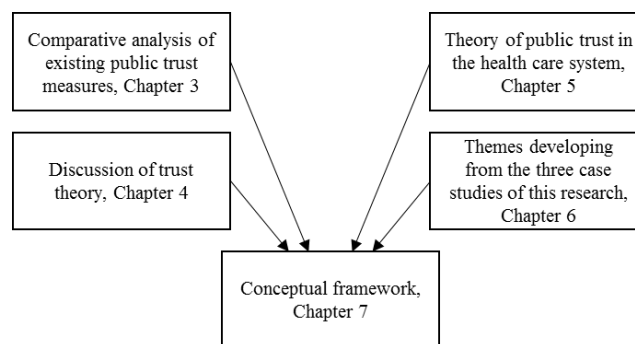 Comparative analysis of
existing public trust
measures, Chapter 3
Theory of public trust in
the health care system,
Chapter 5
Discussion of trust
theory, Chapter 4
Themes developing
from the three case
studies of this research,
Chapter 6
Conceptual framework,
Chapter 7